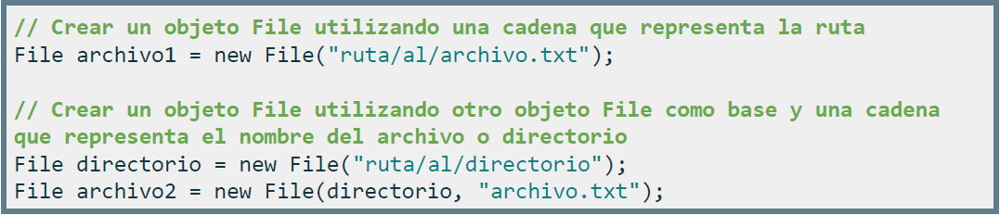 // Crear un objeto File utilizando una cadena que representa la ruta
File archivo1 = new File("ruta/al/archivo.txt");
// Crear un objeto File utilizando otro objeto File como base y una cadena
que representa el nombre del archivo o directorio
File directorio = new File("ruta/al/directorio");
File archivo2 = new File(directorio, "archivo.txt");